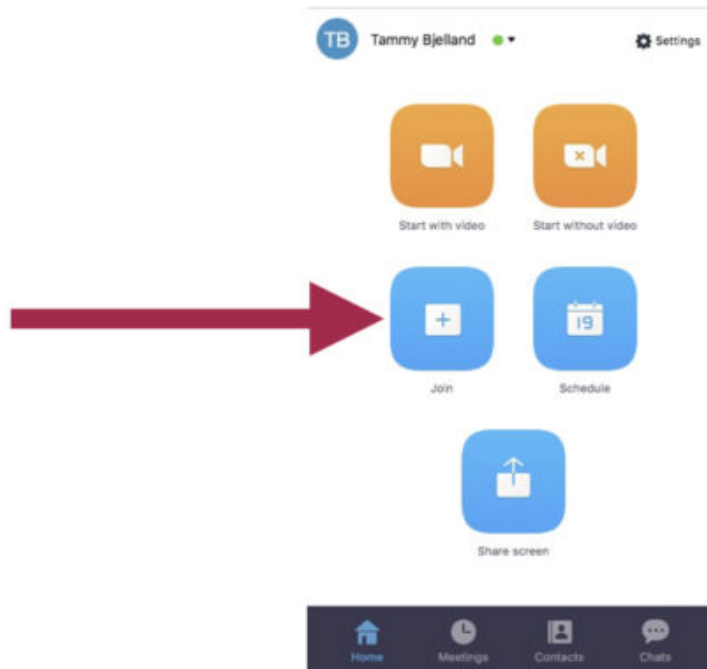 TB Tammy Bjelland Settings
Start with video Start without video
19
Join Schedule
Share screen
Home Meetings Contacts Chats